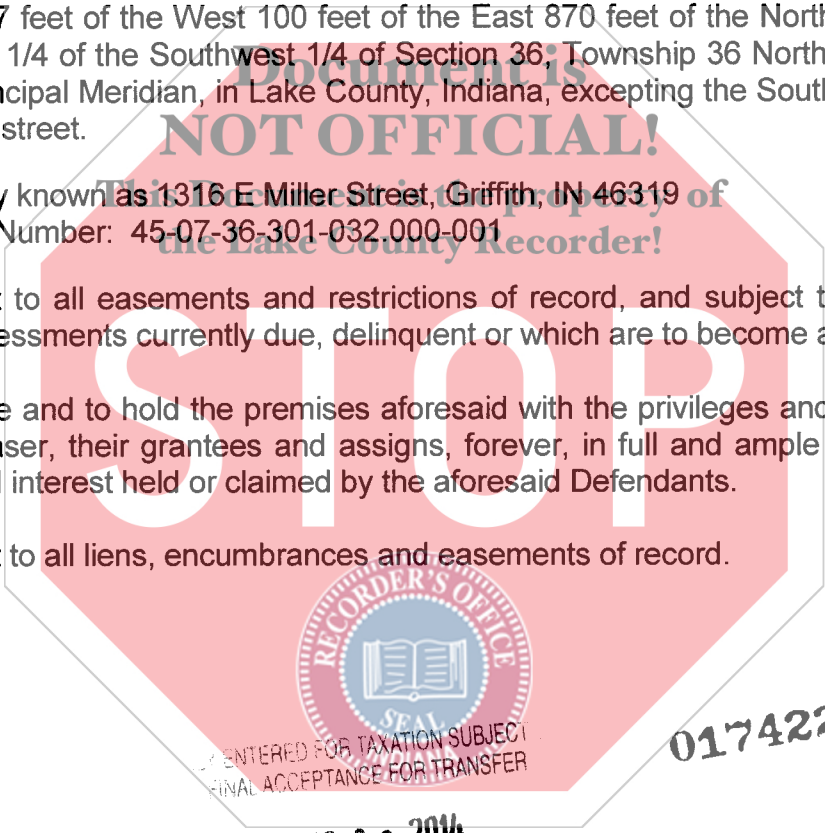 7 feet of the West 100 feet of the East 870 feet of the North
1/4 of the Southwest 1/4 of Section 36, Township 36 North
ncipal Meridian, in Lake County, Indiana, excepting the South
street.
Document is
NOT OFFICIAL!
This Document is the property of
the Lake County Recorder!
y known as 1316 E Miller Street, Griffith, IN 46319
Number: 45-07-36-301-032.000-001
t to all easements and restrictions of record, and subject t
essments currently due, delinquent or which are to become a
STOP
e and to hold the premises aforesaid with the privileges and
aser, their grantees and assigns, forever, in full and ample
l interest held or claimed by the aforesaid Defendants.
t to all liens, encumbrances and easements of record.
RECORDER'S OFFICE
SEAL
INDIANA
ENTERED FOR TAXATION SUBJECT
FINAL ACCEPTANCE FOR TRANSFER
017422
2014